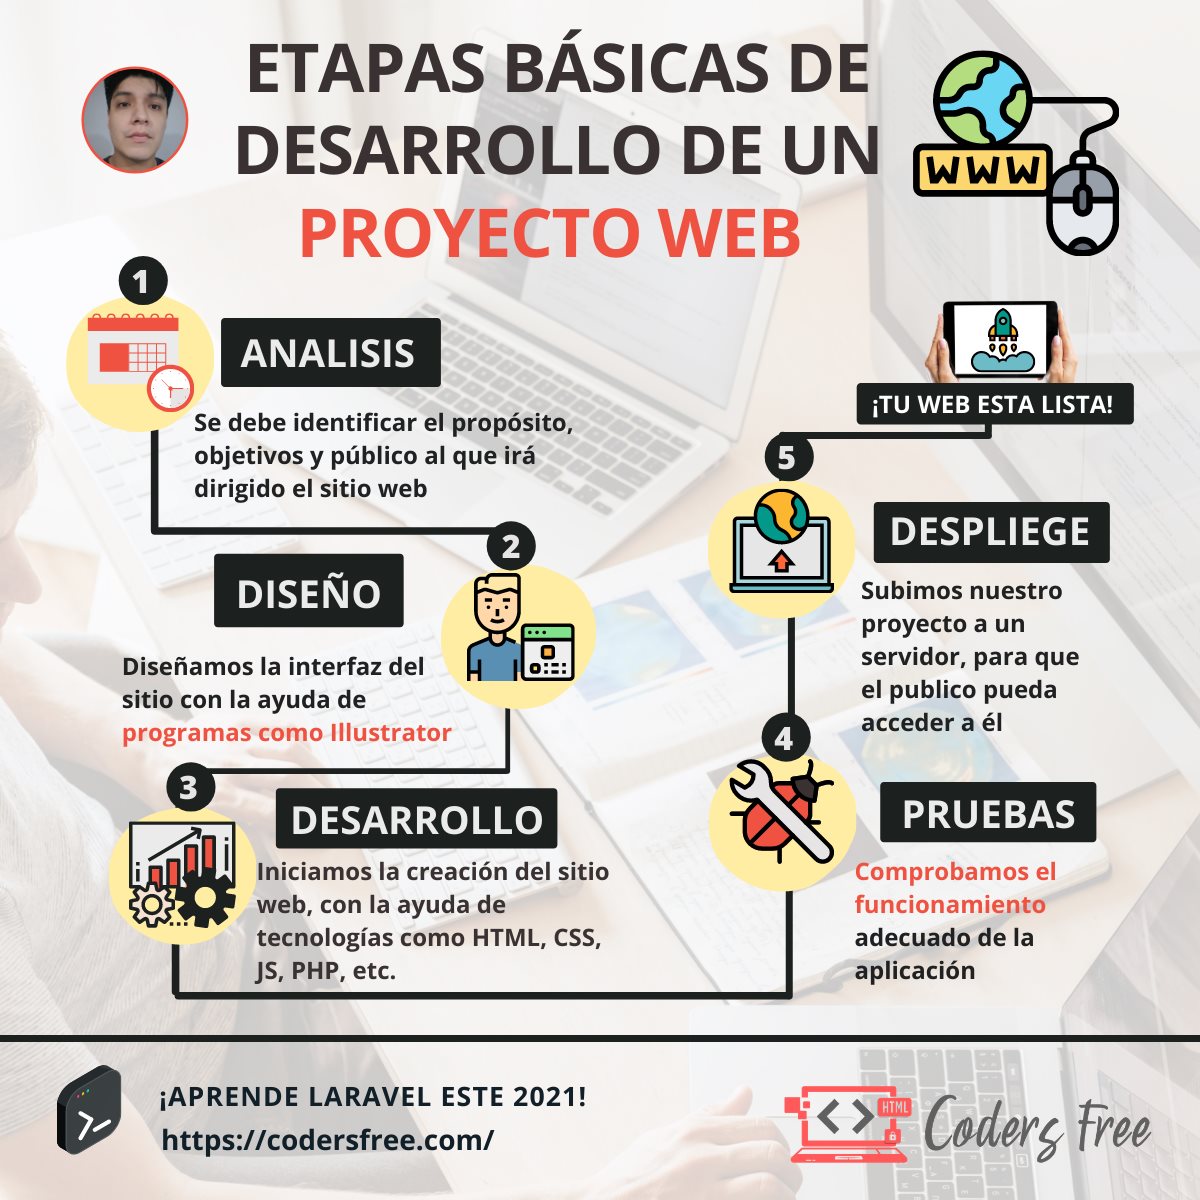 ETAPAS BÁSICAS DE
DESARROLLO DE UN
PROYECTO WEB
WWW
1
ANALISIS
Se debe identificar el propósito,
objetivos y público al que irá
dirigido el sitio web
2
DISEÑO
Diseñamos la interfaz del
sitio con la ayuda de
programas como Illustrator
3
DESARROLLO
Iniciamos la creación del sitio
web, con la ayuda de
tecnologías como HTML, CSS,
JS, PHP, etc.
4
PRUEBAS
Comprobamos el
funcionamiento
adecuado de la
aplicación
5
DESPLIEGE
Subimos nuestro
proyecto a un
servidor, para que
el publico pueda
acceder a él
¡TU WEB ESTA LISTA!
¡APRENDE LARAVEL ESTE 2021!
https://codersfree.com/
HTML
Coders Free